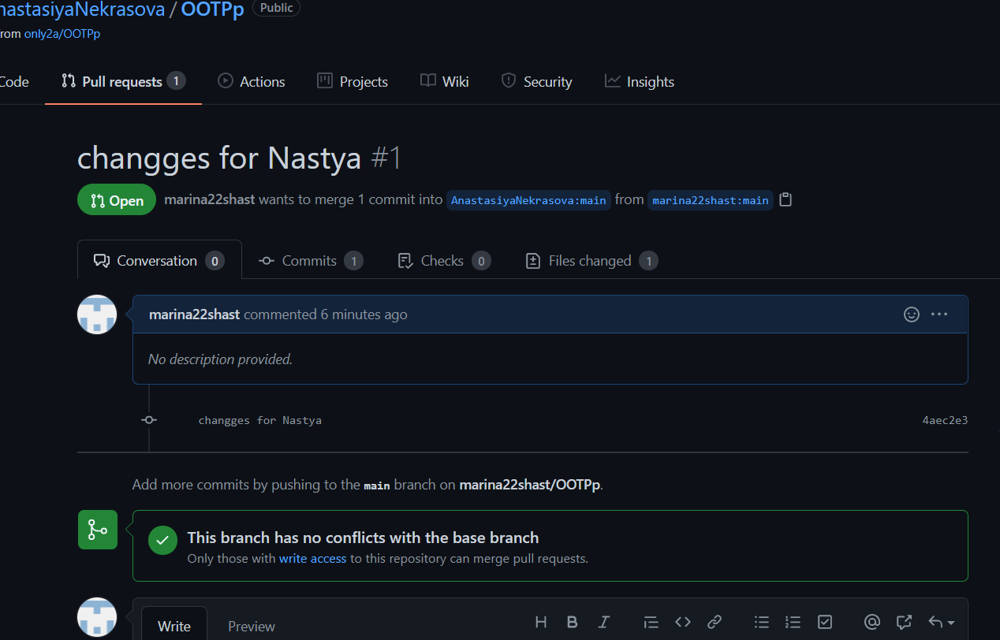 nastasiyaNekrasova / OOTPp Public
rom only2a/OOTPp
Code Pull requests 1 Actions Projects Wiki Security Insights
changges for Nastya #1
Open marina22shast wants to merge 1 commit into AnastasiyaNekrasova:main from marina22shast:main
Conversation 0 Commits 1 Checks 0 Files changed 1
marina22shast commented 6 minutes ago
No description provided.
changges for Nastya 4aec2e3
Add more commits by pushing to the main branch on marina22shast/OOTPp.
This branch has no conflicts with the base branch
Only those with write access to this repository can merge pull requests.
Write Preview